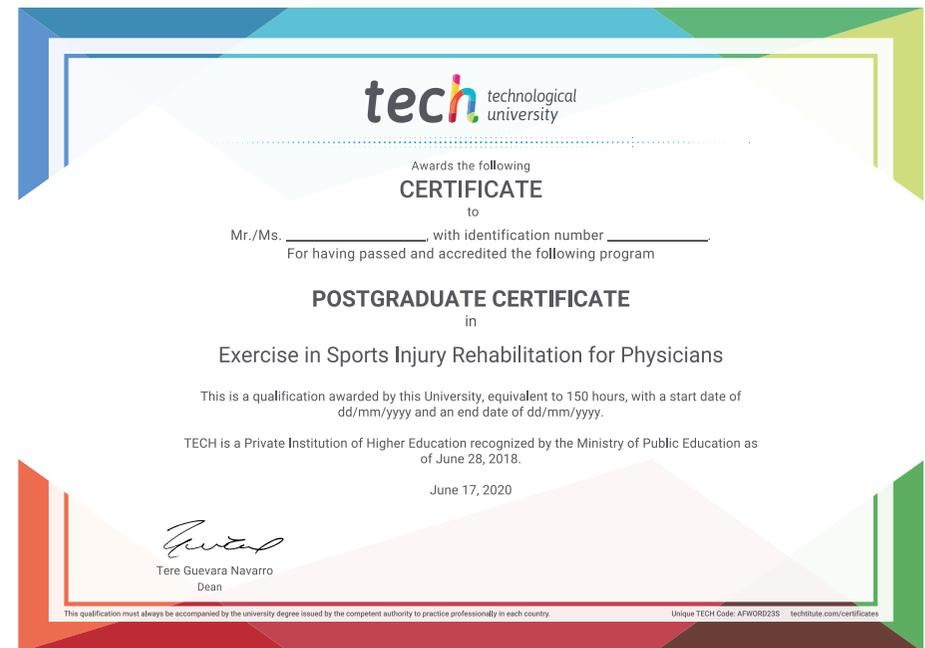 tech technological
university
Awards the following
CERTIFICATE
to
Mr./Ms. ____________, with identification number ____________.
For having passed and accredited the following program
POSTGRADUATE CERTIFICATE
in
Exercise in Sports Injury Rehabilitation for Physicians
This is a qualification awarded by this University, equivalent to 150 hours, with a start date of
dd/mm/yyyy and an end date of dd/mm/yyyy.
TECH is a Private Institution of Higher Education recognized by the Ministry of Public Education as
of June 28, 2018.
June 17, 2020
Tere Guevara Navarro
Dean
This qualification must always be accompanied by the university degree issued by the competent authority to practice professionally in each country.
Unique TECH Code: AFWORD23S techtitute.com/certificates